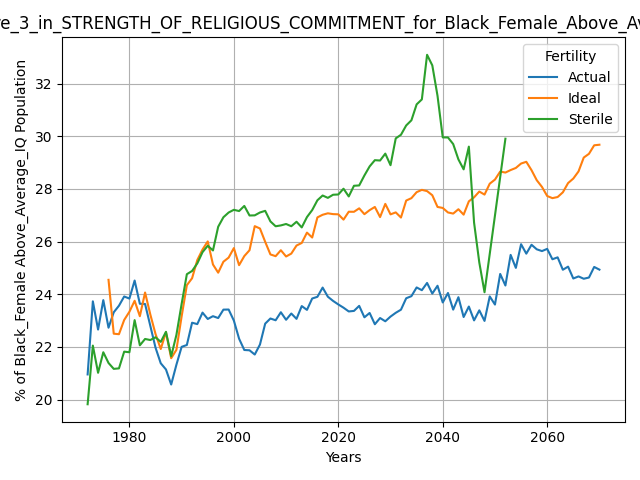 e_3_in_STRENGTH_OF_RELIGIOUS_COMMITMENT_for_Black_Female_Above_Av
% of Black_Female Above_Average_IQ Population
32
30
28
26
24
22
20
1980
2000
2020
2040
2060
Years
Fertility
Actual
Ideal
Sterile